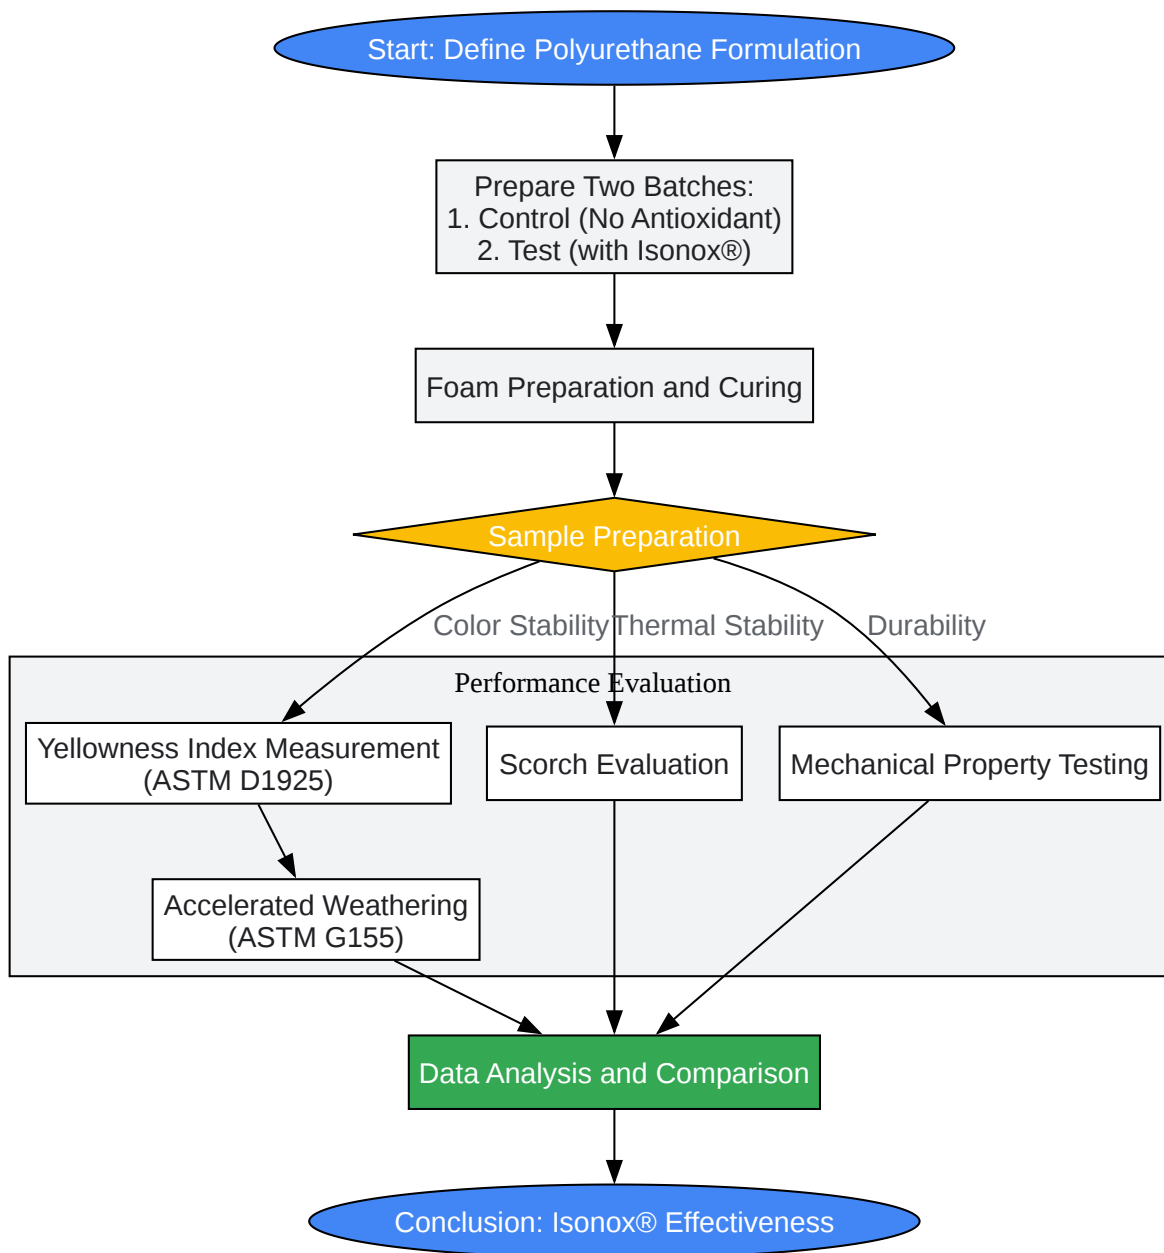 Start: Define Polyurethane Formulation
Prepare Two Batches:
1. Control (No Antioxidant)
2. Test (with Isonox®)
Foam Preparation and Curing
Sample Preparation
Color Stability
Thermal Stability
Durability
Performance Evaluation
Yellowness Index Measurement
(ASTM D1925)
Scorch Evaluation
Mechanical Property Testing
Accelerated Weathering
(ASTM G155)
Data Analysis and Comparison
Conclusion: Isonox® Effectiveness